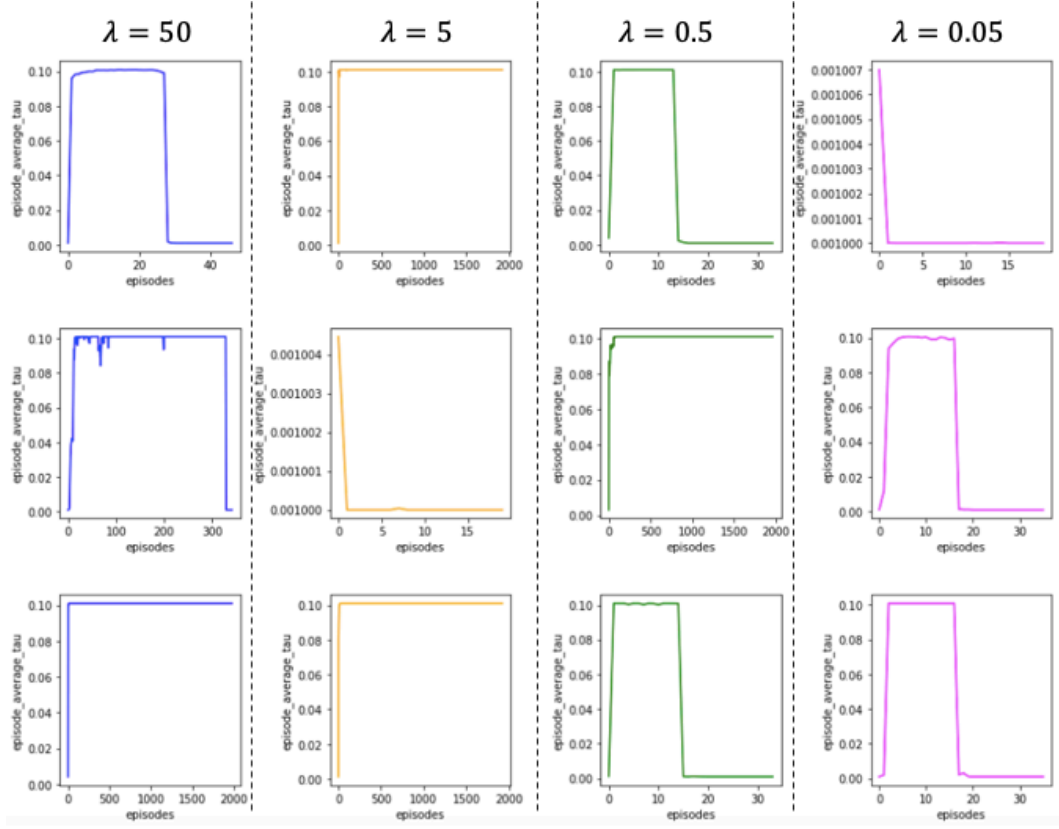 λ = 50
λ = 5
λ = 0.5
λ = 0.05
episode_average_tau
0.10
0.08
0.06
0.04
0.02
0.00
0 20 40
episodes
episode_average_tau
0.10
0.08
0.06
0.04
0.02
0.00
0 500 1000 1500 2000
episodes
episode_average_tau
0.10
0.08
0.06
0.04
0.02
0.00
0 10 20 30
episodes
episode_average_tau
0.001007
0.001006
0.001005
0.001004
0.001003
0.001002
0.001001
0.001000
0 5 10 15
episodes
episode_average_tau
0.10
0.08
0.06
0.04
0.02
0.00
0 100 200 300
episodes
episode_average_tau
0.001004
0.001003
0.001002
0.001001
0.001000
0 5 10 15
episodes
episode_average_tau
0.10
0.08
0.06
0.04
0.02
0.00
0 500 1000 1500 2000
episodes
episode_average_tau
0.10
0.08
0.06
0.04
0.02
0.00
0 10 20 30
episodes
episode_average_tau
0.10
0.08
0.06
0.04
0.02
0.00
0 500 1000 1500 2000
episodes
episode_average_tau
0.10
0.08
0.06
0.04
0.02
0.00
0 500 1000 1500 2000
episodes
episode_average_tau
0.10
0.08
0.06
0.04
0.02
0.00
0 10 20 30
episodes
episode_average_tau
0.10
0.08
0.06
0.04
0.02
0.00
0 10 20 30
episodes